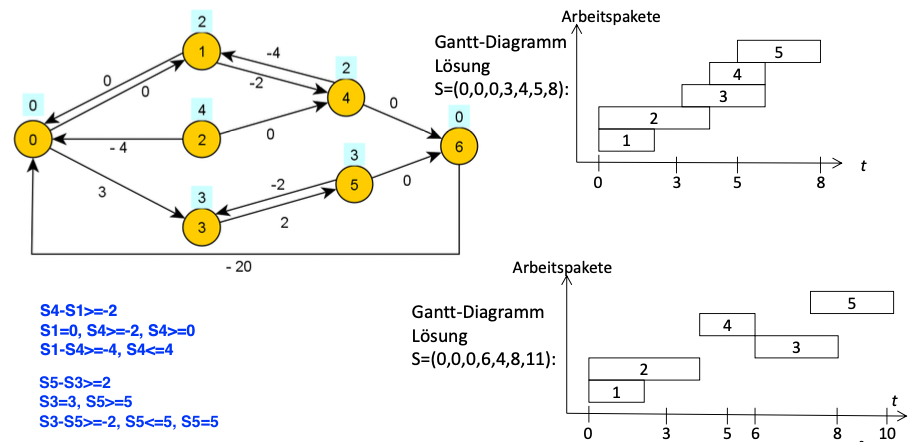 2
1
0
0
0
0
-4
-2
2
4
0
0
6
4
2
0
- 4
3
3
5
0
-2
2
3
3
- 20
S4-S1>=-2
S1=0, S4>=-2, S4>=0
S1-S4>=-4, S4<=4
S5-S3>=2
S3=3, S5>=5
S3-S5>=-2, S5<=5, S5=5
Arbeitspakete
Gantt-Diagramm
Lösung
S=(0,0,0,3,4,5,8):
5
4
3
2
1
t
0 3 5 8
Arbeitspakete
Gantt-Diagramm
Lösung
S=(0,0,0,6,4,8,11):
5
4
3
2
1
t
0 3 5 6 8 10